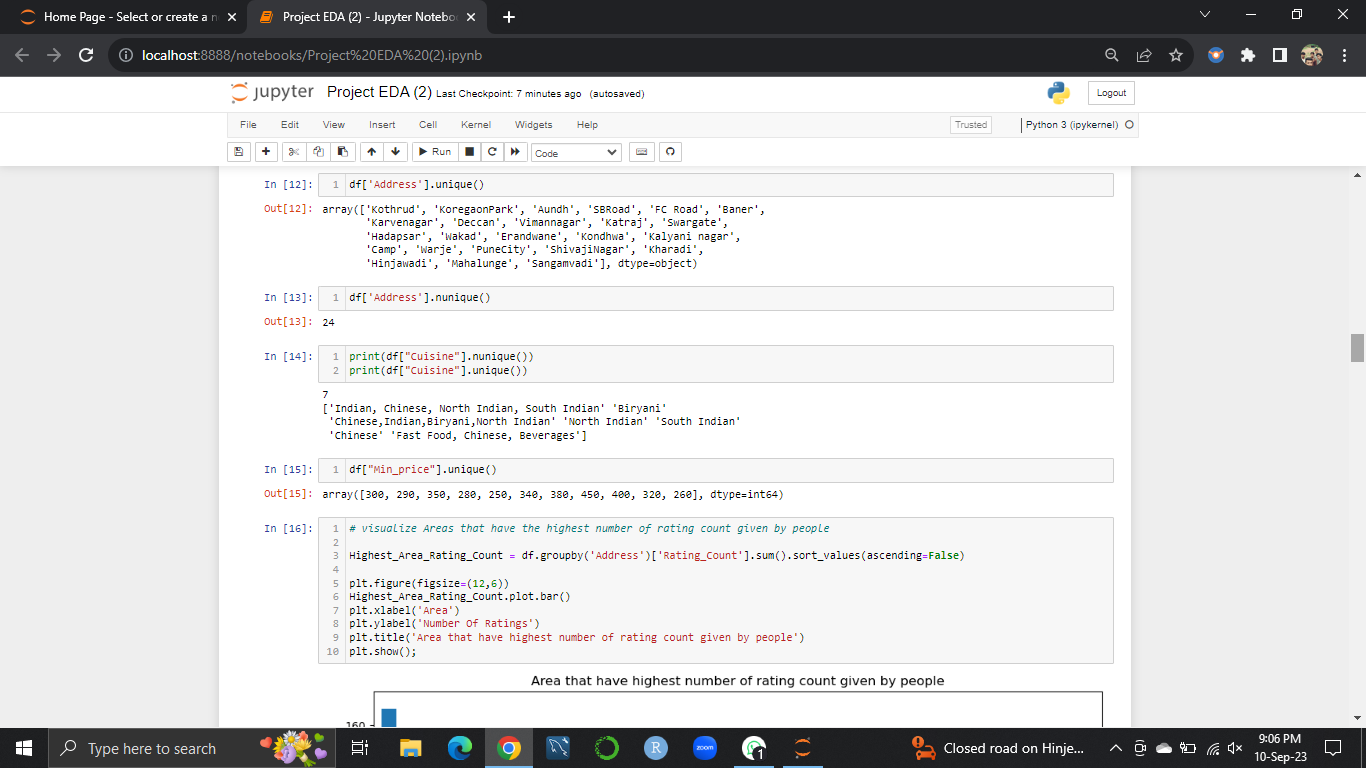 Home Page - Select or create a n
Project EDA (2) - Jupyter Noteboo
localhost:8888/notebooks/Project%20EDA%20(2).ipynb
jupyter Project EDA (2) Last Checkpoint: 7 minutes ago (autosaved)
Logout
File Edit View Insert Cell Kernel Widgets Help
Trusted
Python 3 (ipykernel)
Run
Code
In [12]: 1 df['Address'].unique()
Out[12]: array(['Kothrud', 'KoregaonPark', 'Aundh', 'SBRoad', 'FC Road', 'Baner',
'Karvenagar', 'Deccan', 'Vimannagar', 'Katraj', 'Swargate',
'Hadapsar', 'Wakad', 'Erandwane', 'Kondhwa', 'Kalyani nagar',
'Camp', 'Warje', 'PuneCity', 'ShivajiNagar', 'Kharadi',
'Hinjawadi', 'Mahalunge', 'Sangamvadi'], dtype=object)
In [13]: 1 df['Address'].nunique()
Out[13]: 24
In [14]: 1 print(df["Cuisine"].nunique())
2 print(df["Cuisine"].unique())
7
['Indian, Chinese, North Indian, South Indian' 'Biryani'
'Chinese,Indian,Biryani,North Indian' 'North Indian' 'South Indian'
'Chinese' 'Fast Food, Chinese, Beverages']
In [15]: 1 df["Min_price"].unique()
Out[15]: array([300, 290, 350, 280, 250, 340, 380, 450, 400, 320, 260], dtype=int64)
In [16]: 1 # visualize Areas that have the highest number of rating count given by people
2
3 Highest_Area_Rating_Count = df.groupby('Address')['Rating_Count'].sum().sort_values(ascending=False)
4
5 plt.figure(figsize=(12,6))
6 Highest_Area_Rating_Count.plot.bar()
7 plt.xlabel('Area')
8 plt.ylabel('Number Of Ratings')
9 plt.title('Area that have highest number of rating count given by people')
10 plt.show();
Area that have highest number of rating count given by people
160
Type here to search
R
zoom
1
Closed road on Hinje...
9:06 PM
10-Sep-23